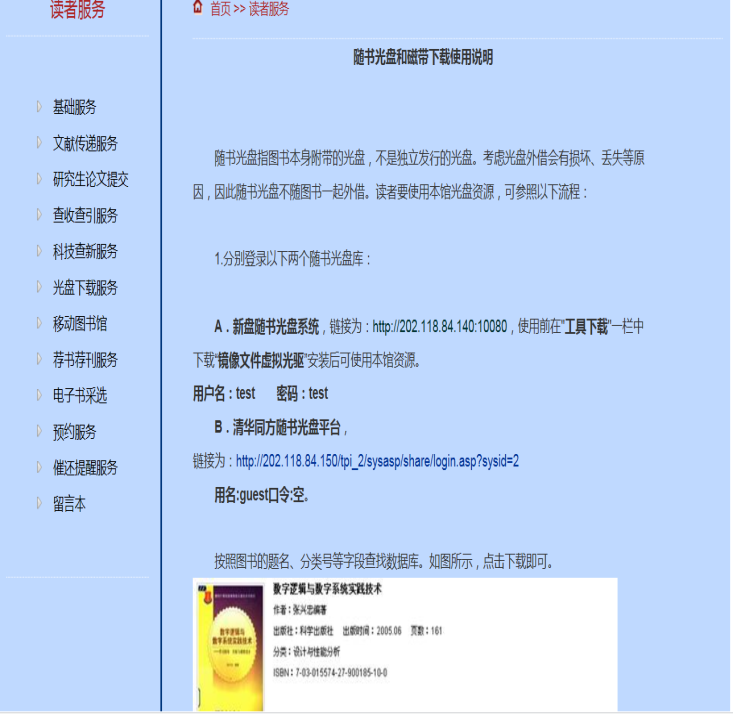 读者服务
首页 >> 读者服务
基础服务
文献传递服务
研究生论文提交
查收查引服务
科技查新服务
光盘下载服务
移动图书馆
荐书荐刊服务
电子书采选
预约服务
催还提醒服务
留言本
随书光盘和磁带下载使用说明
随书光盘指图书本身附带的光盘，不是独立发行的光盘。考虑光盘外借会有损坏、丢失等原
因，因此随书光盘不随图书一起外借。读者要使用本馆光盘资源，可参照以下流程：
1.分别登录以下两个随书光盘库：
A．新盘随书光盘系统，链接为：http://202.118.84.140:10080，使用前在"工具下载"一栏中
下载"镜像文件虚拟光驱"安装后可使用本馆资源。
用户名：test 密码：test
B．清华同方随书光盘平台，
链接为：http://202.118.84.150/tpi_2/sysasp/share/login.asp?sysid=2
用名:guest口令:空。
按照图书的题名、分类号等字段查找数据库。如图所示，点击下载即可。
数字逻辑与
数字系统实践技术
数字逻辑与数字系统实践技术
作者：张兴忠编著
出版社：科学出版社 出版时间：2005.06 页数：161
分类：设计与性能分析
ISBN：7-03-015574-27-900185-10-0